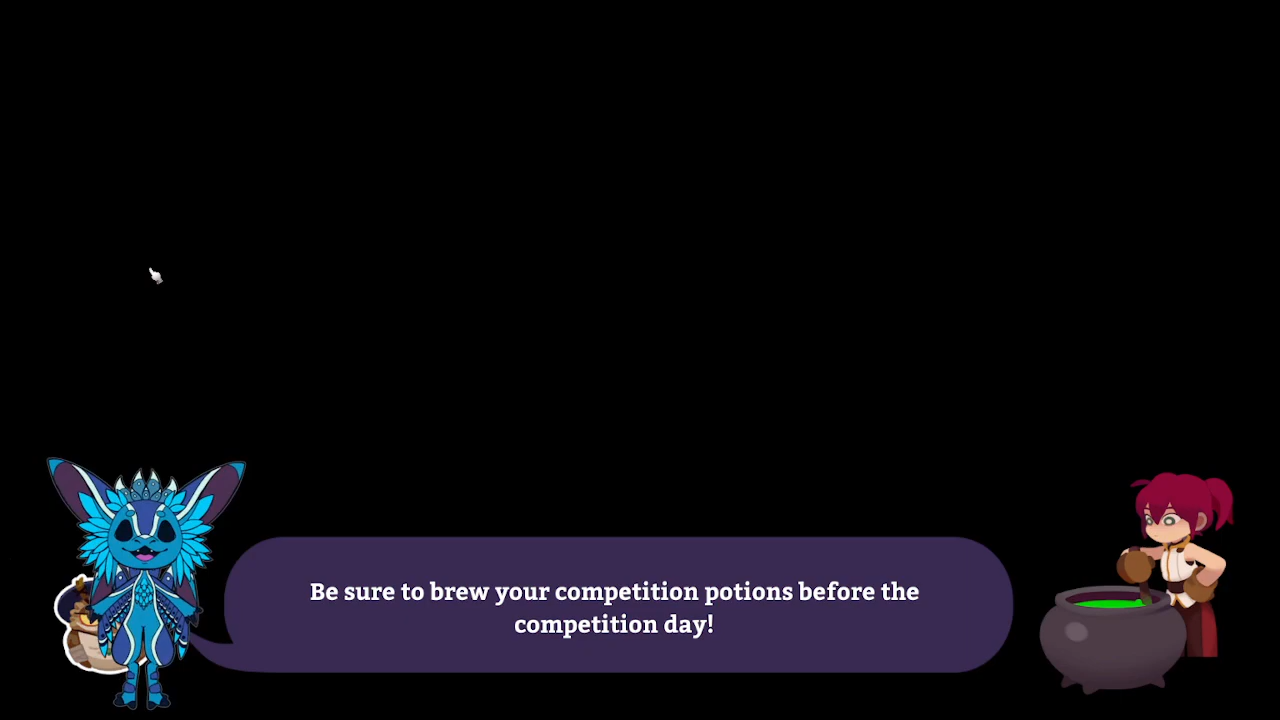 Be sure to brew your competition potions before the
competition day!